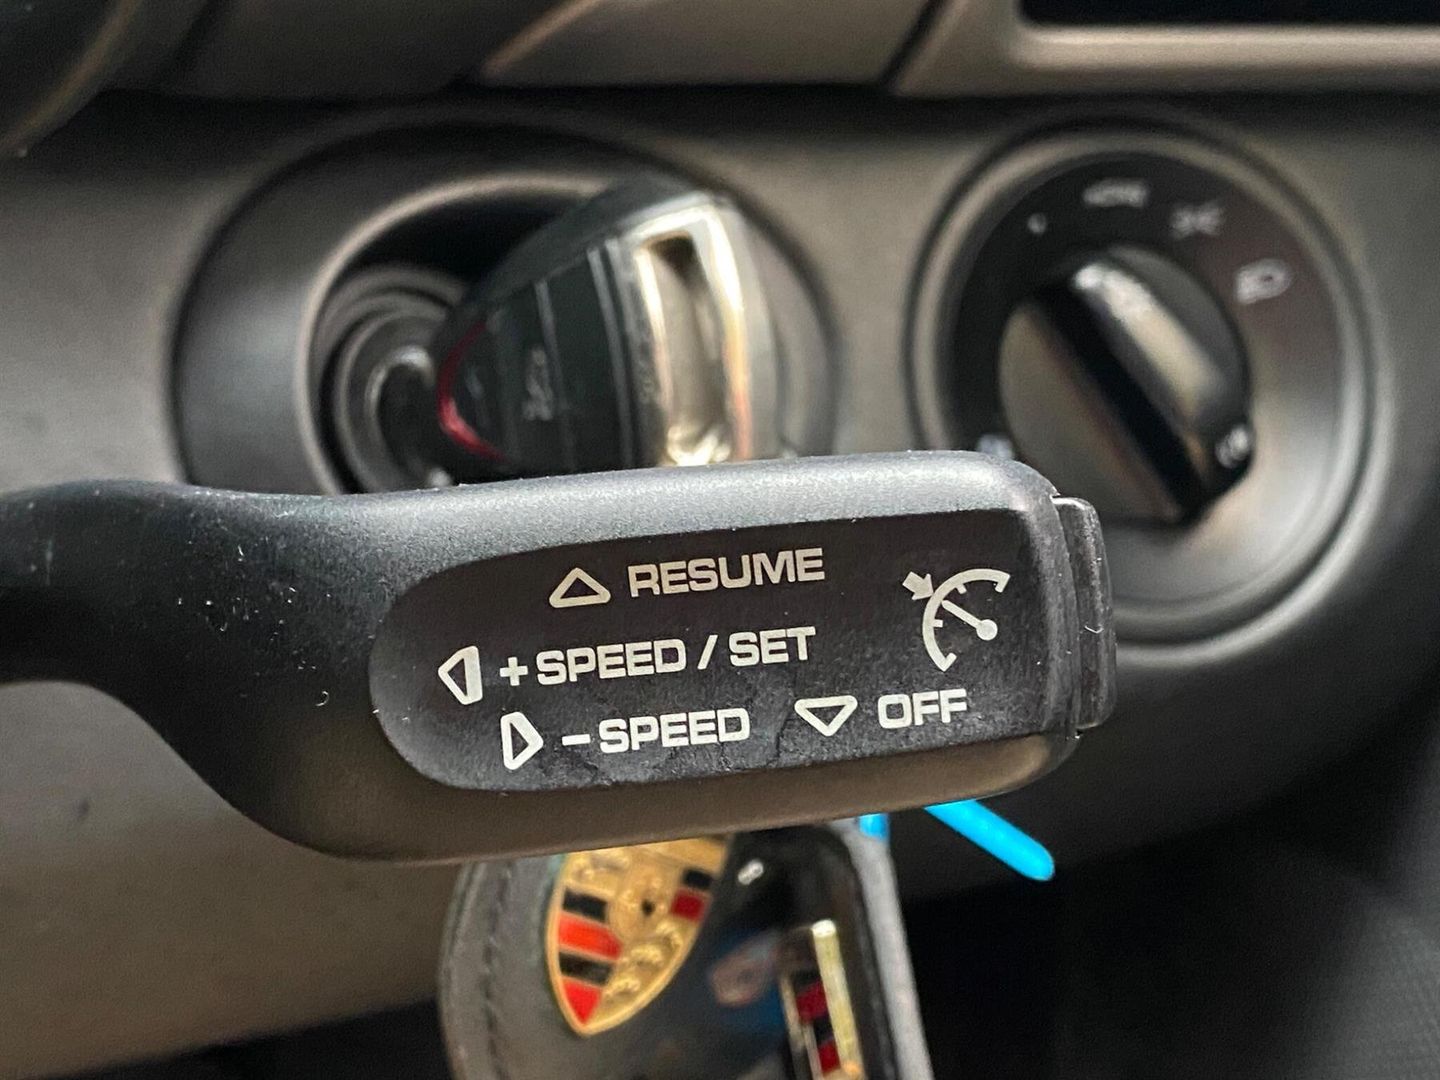 RESUME
+ SPEED / SET
– SPEED OFF